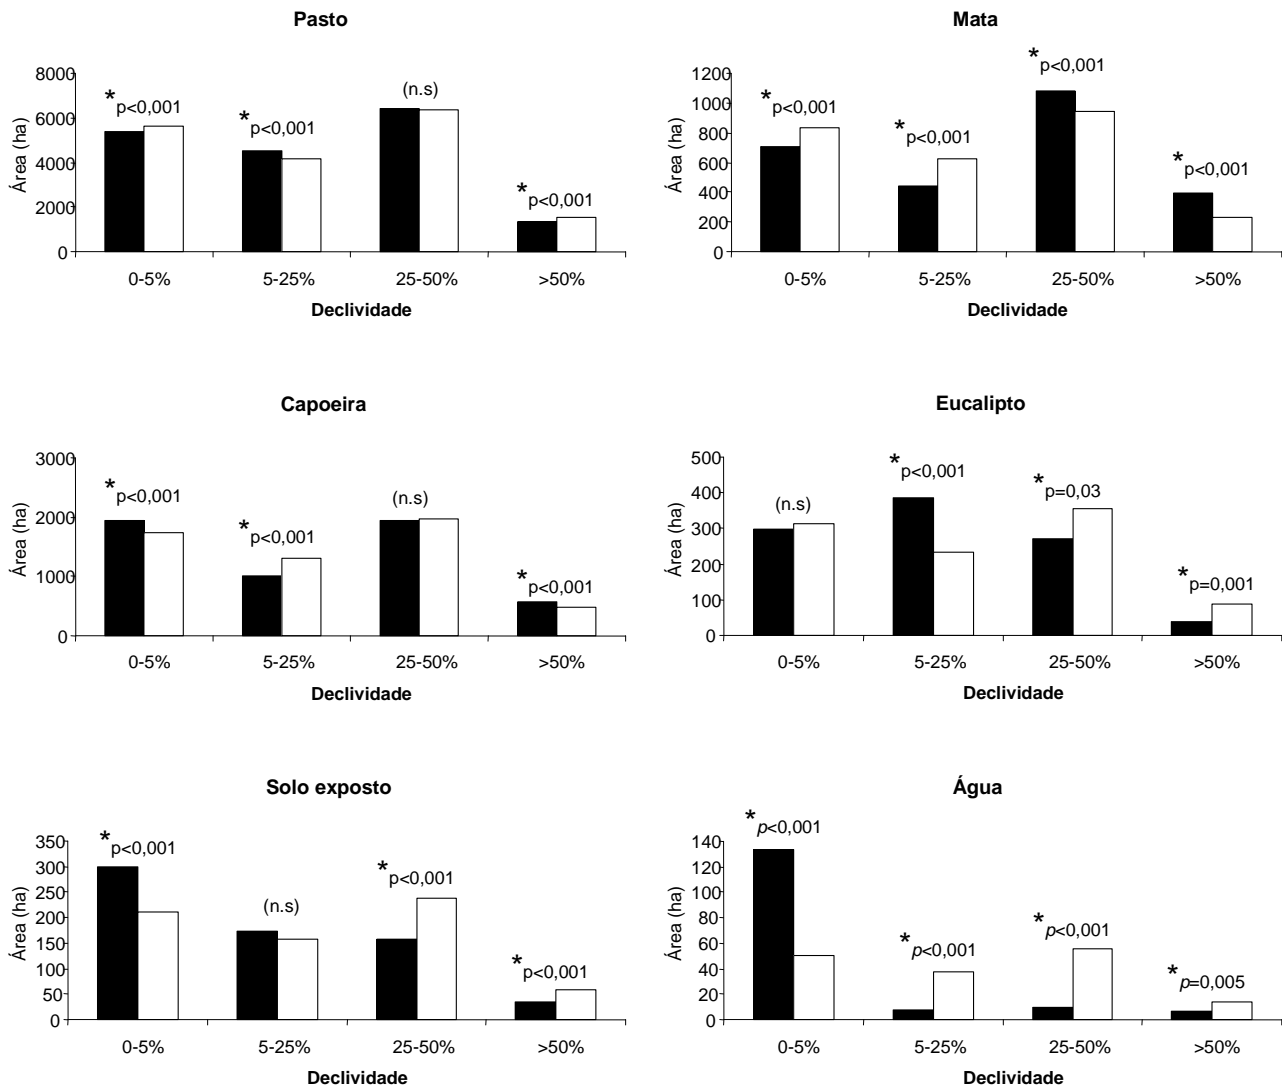 Pasto
8000
6000
4000
2000
0
Área (ha)
* p<0,001
* p<0,001
(n.s)
* p<0,001
0-5% 5-25% 25-50% >50%
Declividade
Mata
1200
1000
800
600
400
200
0
Área (ha)
* p<0,001
* p<0,001
* p<0,001
* p<0,001
0-5% 5-25% 25-50% >50%
Declividade
Capoeira
3000
2000
1000
0
Área (ha)
* p<0,001
* p<0,001
(n.s)
* p<0,001
0-5% 5-25% 25-50% >50%
Declividade
Eucalipto
500
400
300
200
100
0
Área (ha)
(n.s)
* p<0,001
* p=0,03
* p=0,001
0-5% 5-25% 25-50% >50%
Declividade
Solo exposto
350
300
250
200
150
100
50
0
Área (ha)
* p<0,001
(n.s)
* p<0,001
* p<0,001
0-5% 5-25% 25-50% >50%
Declividade
Água
140
120
100
80
60
40
20
0
Área (ha)
* p<0,001
* p<0,001
* p<0,001
* p=0,005
0-5% 5-25% 25-50% >50%
Declividade